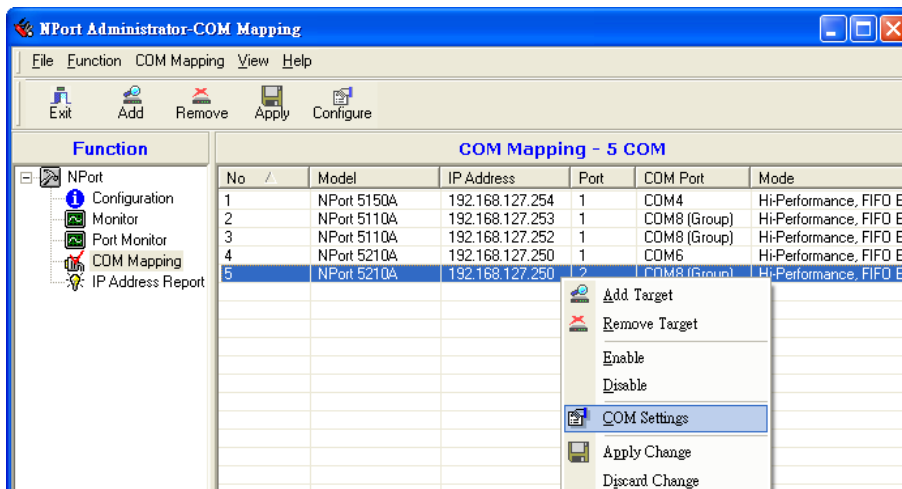 NPort Administrator-COM Mapping
File Function COM Mapping View Help
Exit Add Remove Apply Configure
Function
COM Mapping - 5 COM
NPort
Configuration
Monitor
Port Monitor
COM Mapping
IP Address Report
No Model IP Address Port COM Port Mode
1 NPort 5150A 192.168.127.254 1 COM4 Hi-Performance, FIFO E
2 NPort 5110A 192.168.127.253 1 COM8 (Group) Hi-Performance, FIFO E
3 NPort 5110A 192.168.127.252 1 COM8 (Group) Hi-Performance, FIFO E
4 NPort 5210A 192.168.127.250 1 COM6 Hi-Performance, FIFO E
5 NPort 5210A 192.168.127.250 2 COM8 (Group) Hi-Performance, FIFO E
Add Target
Remove Target
Enable
Disable
COM Settings
Apply Change
Discard Change